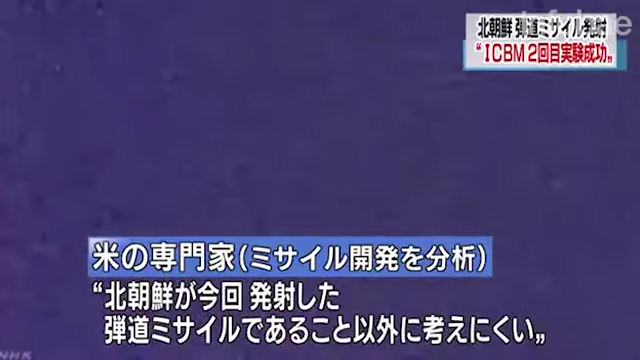 北朝鮮 弾道ミサイル発射
“ICBM 2回目実験成功„
米の専門家(ミサイル開発を分析)
“北朝鮮が今回 発射した
弾道ミサイルであること以外に考えにくい„
NHK